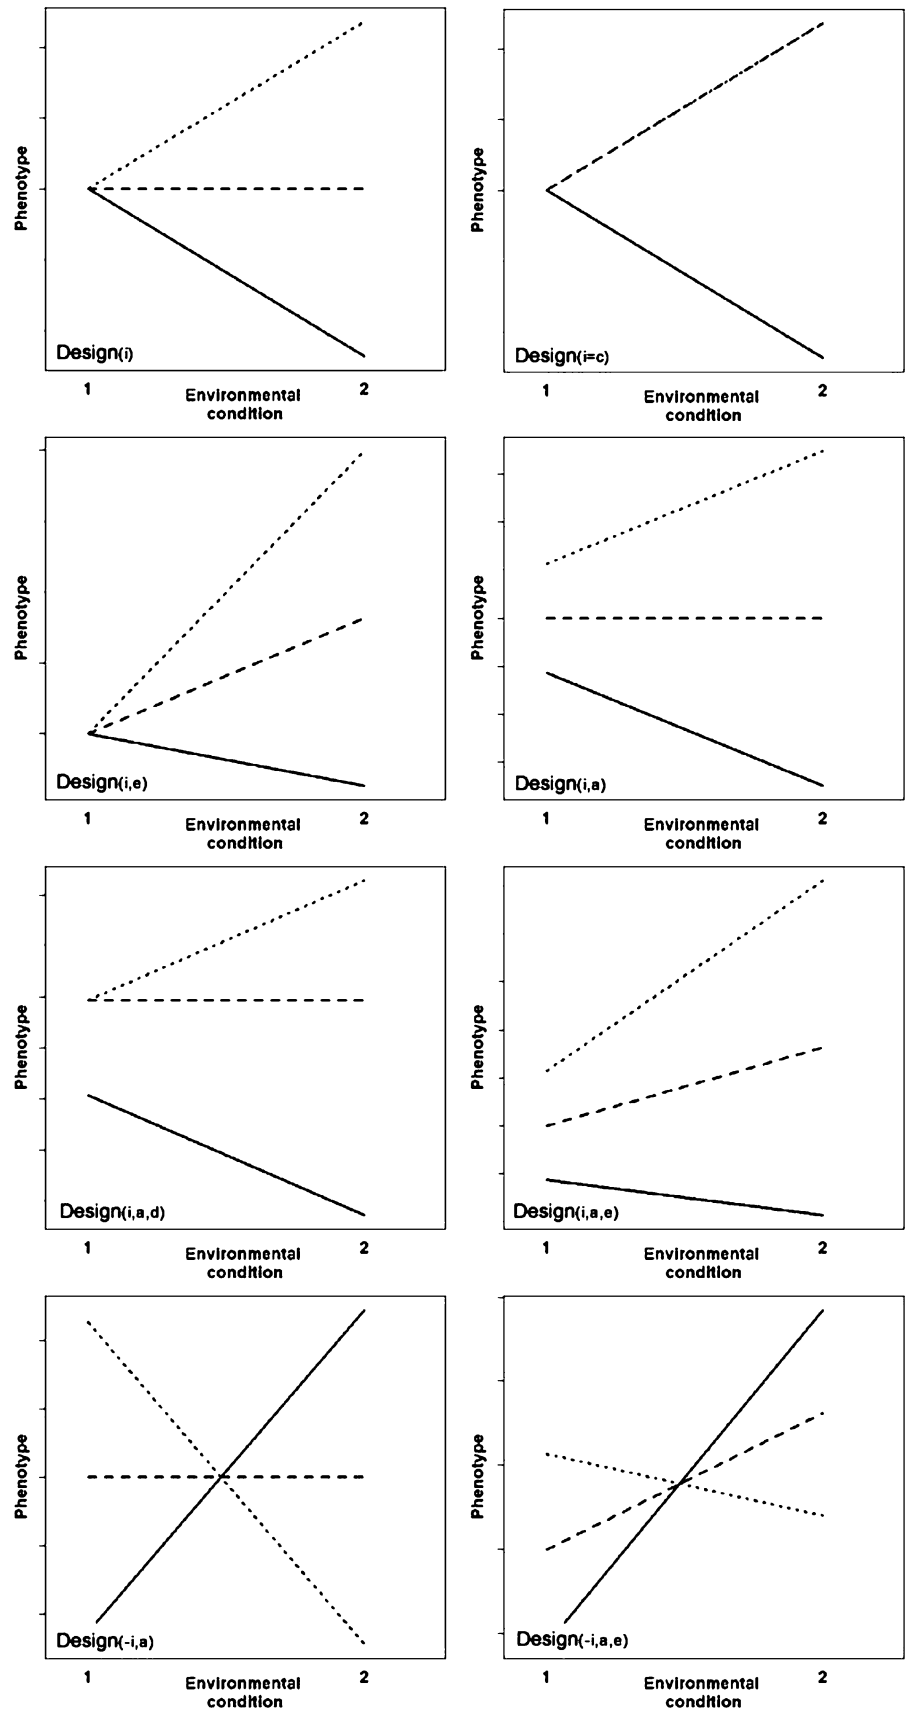 Phenotype
Design(i)
1 Environmental 2
condition
Phenotype
Design(i=c)
1 Environmental 2
condition
Phenotype
Design(i,e)
1 Environmental 2
condition
Phenotype
Design(i,a)
1 Environmental 2
condition
Phenotype
Design(i,a,d)
1 Environmental 2
condition
Phenotype
Design(i,a,e)
1 Environmental 2
condition
Phenotype
Design(-i,a)
1 Environmental 2
condition
Phenotype
Design(-i,a,e)
1 Environmental 2
condition